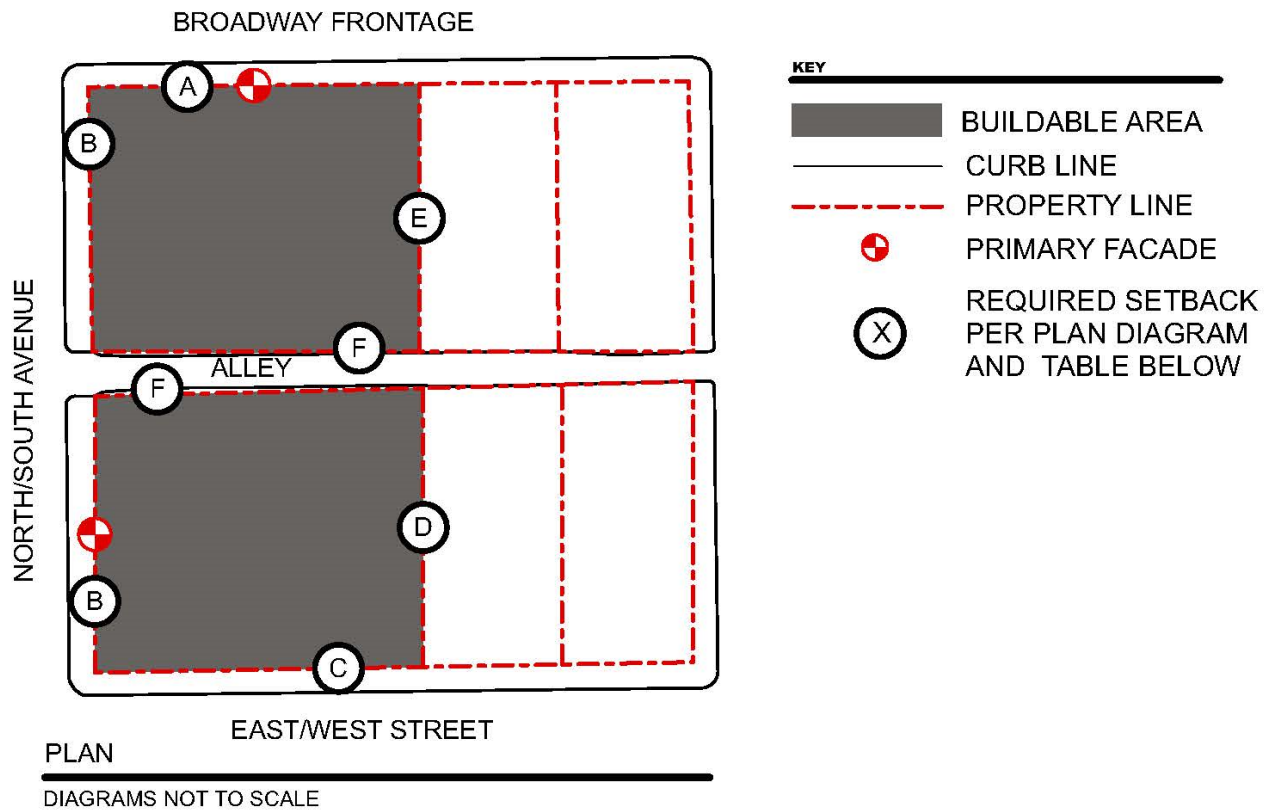 BROADWAY FRONTAGE
A
B
E
F
ALLEY
F
NORTH/SOUTH AVENUE
D
B
C
EAST/WEST STREET
PLAN
DIAGRAMS NOT TO SCALE
KEY
BUILDABLE AREA
CURB LINE
PROPERTY LINE
PRIMARY FACADE
X
REQUIRED SETBACK
PER PLAN DIAGRAM
AND TABLE BELOW